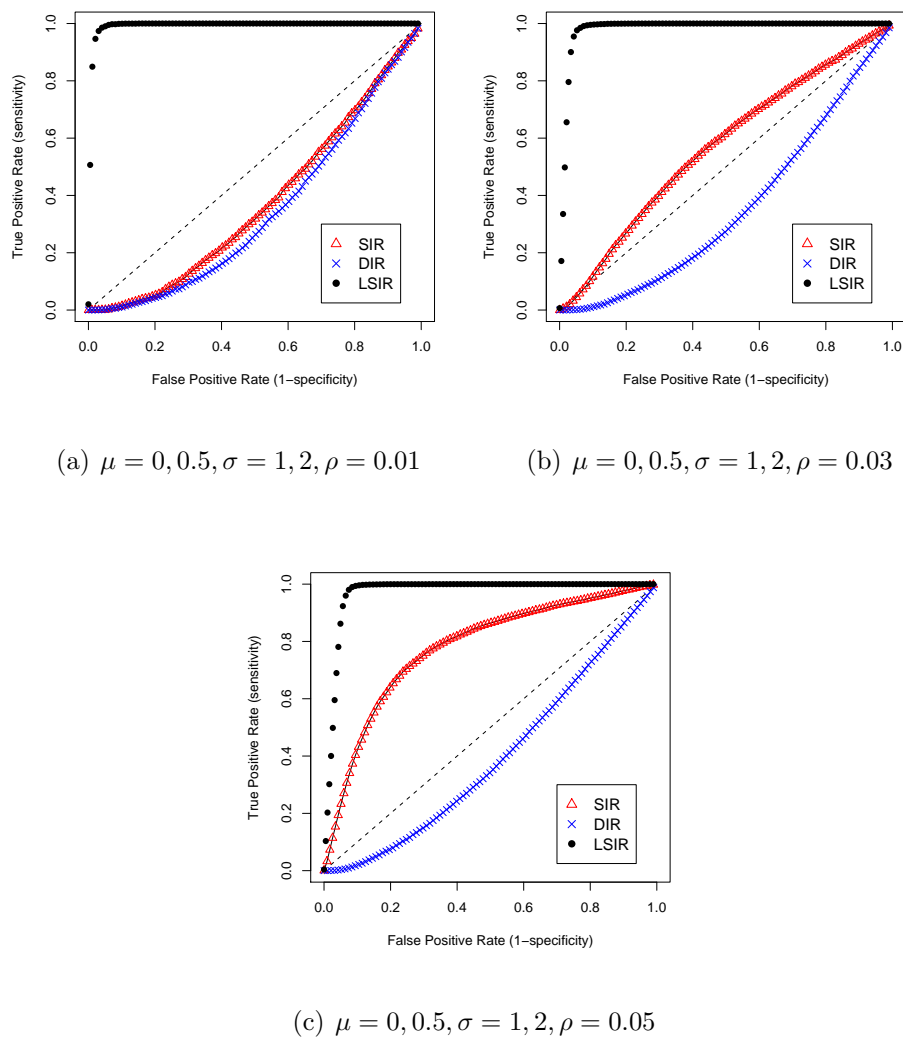 1.0
0.8
0.6
0.4
0.2
0.0
True Positive Rate (sensitivity)
SIR
DIR
LSIR
0.0 0.2 0.4 0.6 0.8 1.0
False Positive Rate (1−specificity)
(a) μ = 0, 0.5, σ = 1, 2, ρ = 0.01
1.0
0.8
0.6
0.4
0.2
0.0
True Positive Rate (sensitivity)
SIR
DIR
LSIR
0.0 0.2 0.4 0.6 0.8 1.0
False Positive Rate (1−specificity)
(b) μ = 0, 0.5, σ = 1, 2, ρ = 0.03
1.0
0.8
0.6
0.4
0.2
0.0
True Positive Rate (sensitivity)
SIR
DIR
LSIR
0.0 0.2 0.4 0.6 0.8 1.0
False Positive Rate (1−specificity)
(c) μ = 0, 0.5, σ = 1, 2, ρ = 0.05